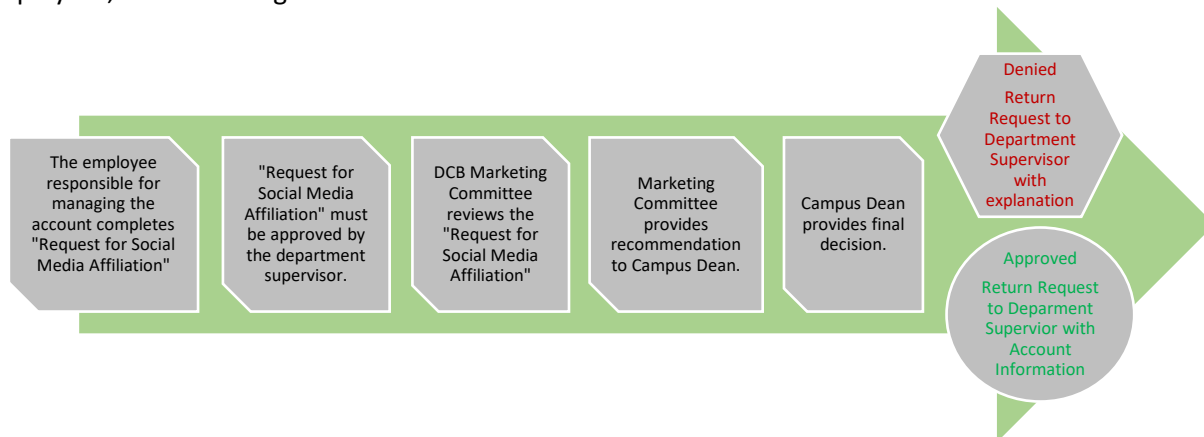 The employee
responsible for
managing the
account completes
"Request for Social
Media Affiliation"
"Request for
Social Media
Affiliation" must
be approved by
the department
supervisor.
DCB Marketing
Committee
reviews the
"Request for
Social Media
Affiliation"
Marketing
Committee
provides
recommendation
to Campus Dean.
Campus Dean
provides final
decision.
Denied
Return
Request to
Department
Supervisor
with
explanation
Approved
Return Request
to Deparment
Supervior with
Account
Information